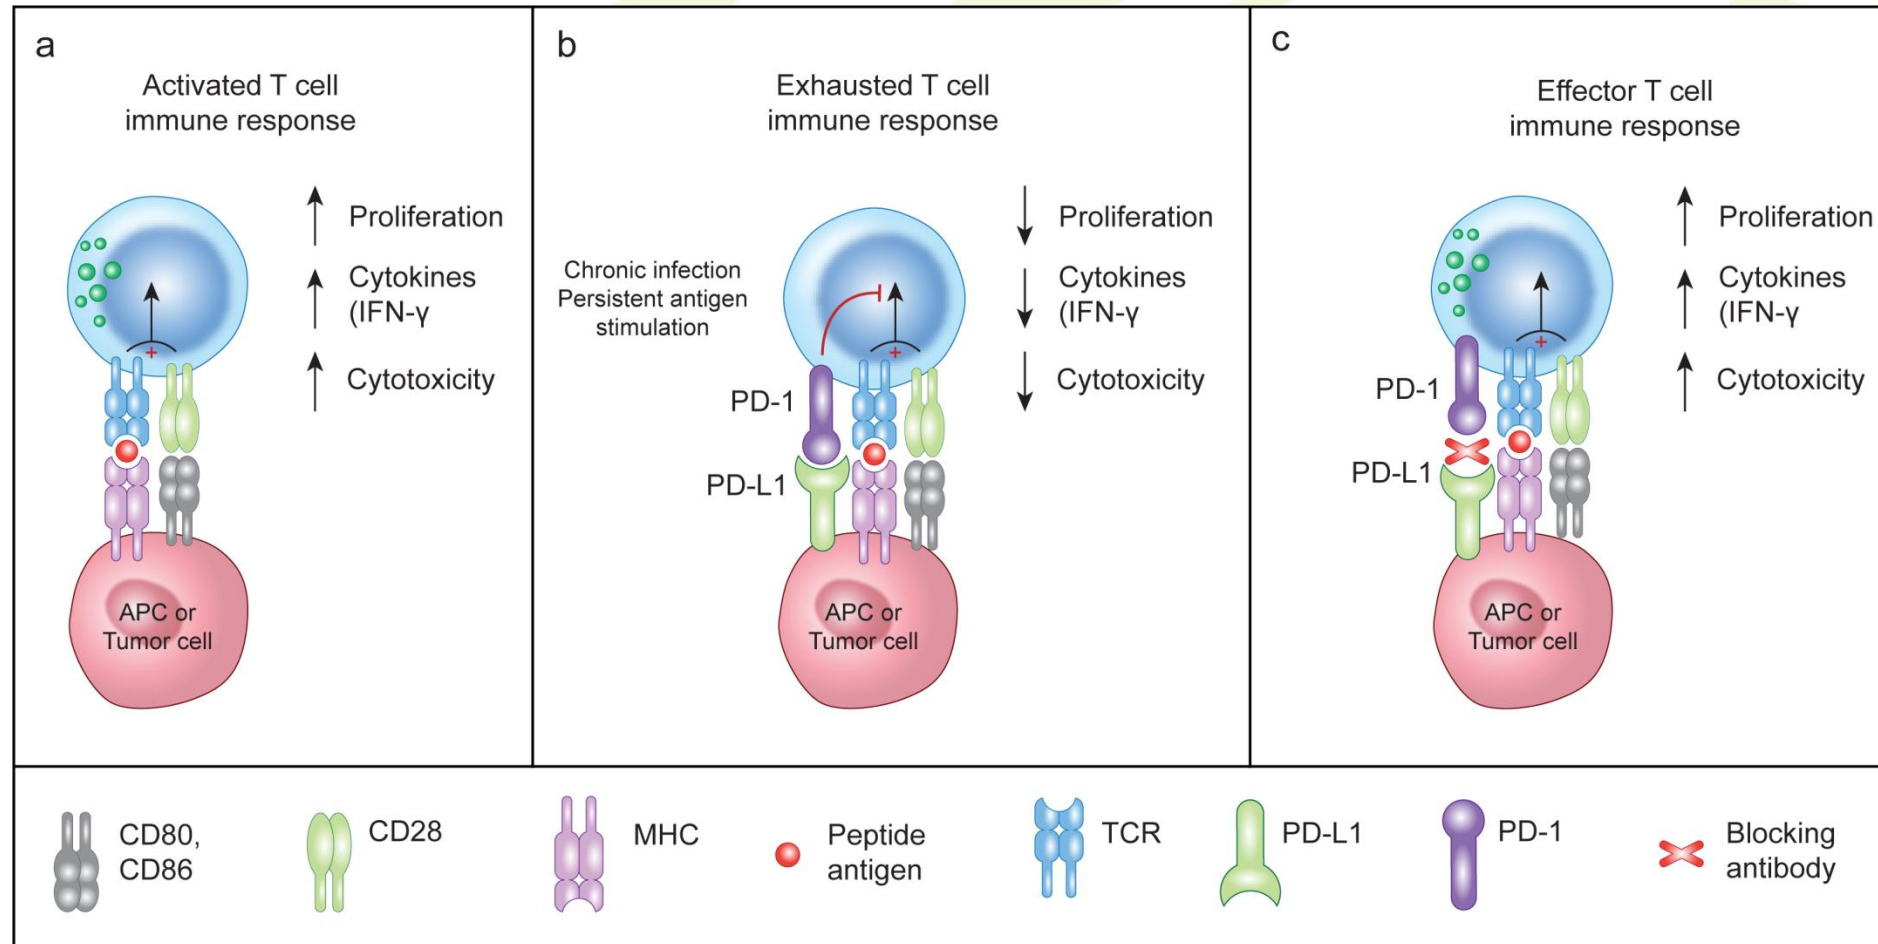 a
Activated T cell
immune response
Proliferation
Cytokines
(IFN-γ
Cytotoxicity
APC or
Tumor cell
b
Exhausted T cell
immune response
Chronic infection
Persistent antigen
stimulation
Proliferation
Cytokines
(IFN-γ
Cytotoxicity
+
PD-1
PD-L1
APC or
Tumor cell
c
Effector T cell
immune response
Proliferation
Cytokines
(IFN-γ
Cytotoxicity
PD-1
PD-L1
APC or
Tumor cell
CD80,
CD86
CD28
MHC
Peptide
antigen
TCR
PD-L1
PD-1
Blocking
antibody